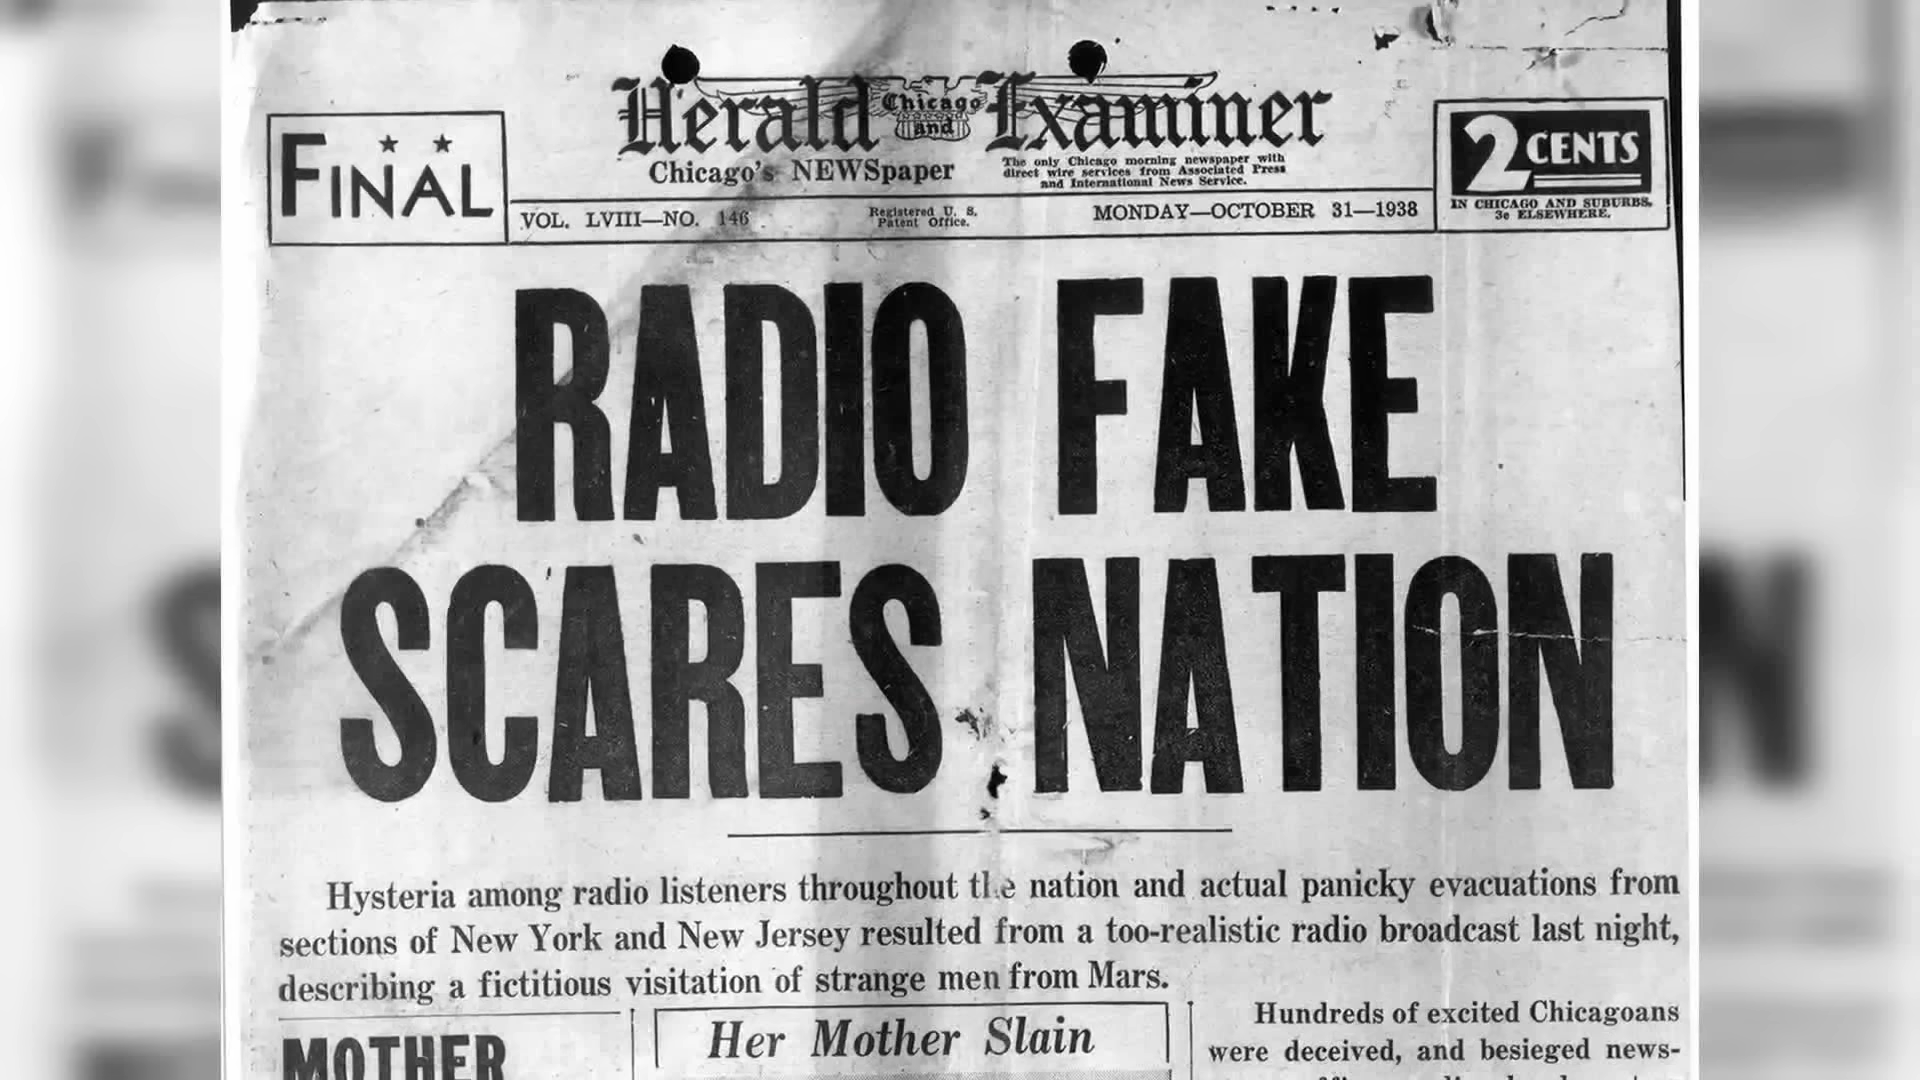 Herald Chicago and Examiner
FINAL
Chicago's NEWSpaper
The only Chicago morning newspaper with
direct wire services from Associated Press
and International News Service.
2 CENTS
IN CHICAGO AND SUBURBS.
3c ELSEWHERE.
VOL. LVIII—NO. 146
Registered U. S.
Patent Office.
MONDAY—OCTOBER 31—1938
RADIO FAKE
SCARES NATION
Hysteria among radio listeners throughout the nation and actual panicky evacuations from
sections of New York and New Jersey resulted from a too-realistic radio broadcast last night,
describing a fictitious visitation of strange men from Mars.
MOTHER
Her Mother Slain
Hundreds of excited Chicagoans
were deceived, and besieged news-